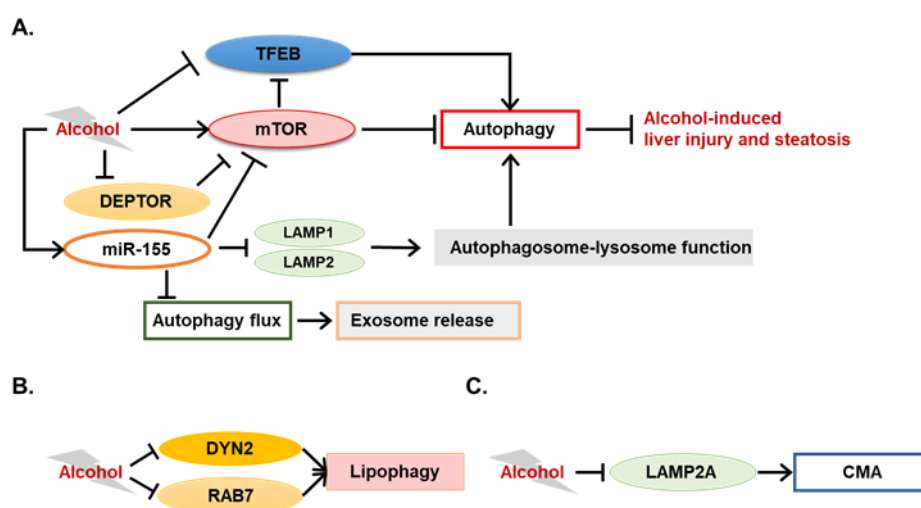 A.
TFEB
Alcohol
mTOR
Autophagy
Alcohol-induced
liver injury and steatosis
DEPTOR
miR-155
LAMP1
LAMP2
Autophagosome-lysosome function
Autophagy flux
Exosome release
B.
C.
DYN2
Alcohol
Lipophagy
RAB7
Alcohol
LAMP2A
CMA